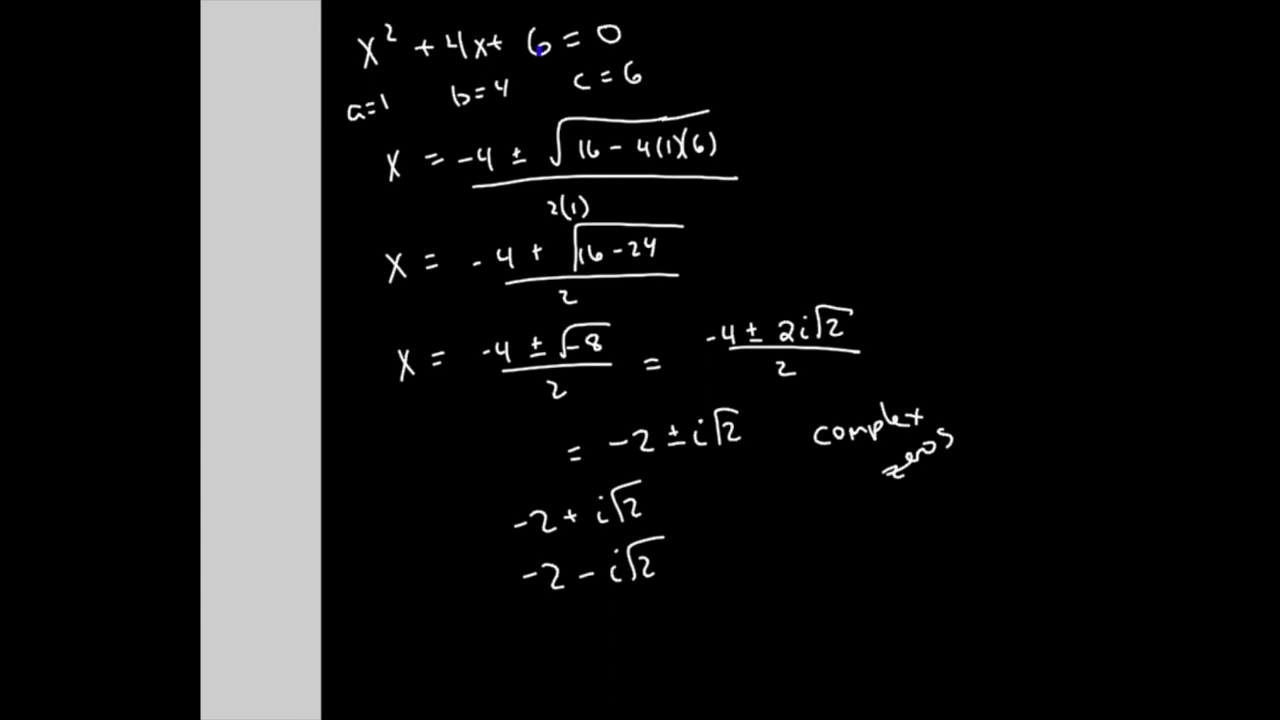 x² + 4x + 6 = 0
a=1 b=4 c=6
x = -4 ± √(16 - 4(1)(6))
2(1)
x = -4 + √(16 - 24)
2
x = -4 ± √-8 = -4 ± 2i√2
2 2
= -2 ± i√2 complex
zeros
-2 + i√2
-2 - i√2